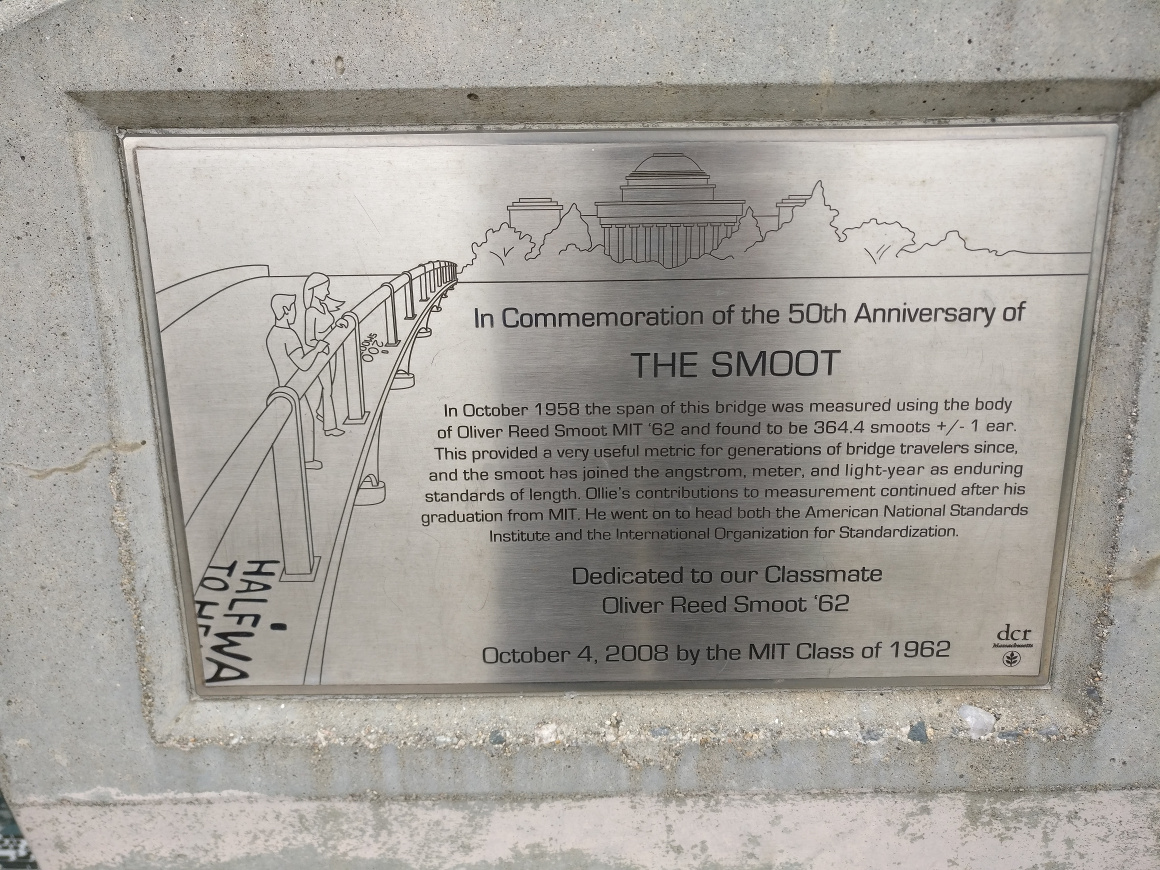 In Commemoration of the 50th Anniversary of
THE SMOOT
In October 1958 the span of this bridge was measured using the body
of Oliver Reed Smoot MIT ‘62 and found to be 364.4 smoots +/- 1 ear.
This provided a very useful metric for generations of bridge travelers since,
and the smoot has joined the angstrom, meter, and light-year as enduring
standards of length. Ollie's contributions to measurement continued after his
graduation from MIT. He went on to head both the American National Standards
Institute and the International Organization for Standardization.
Dedicated to our Classmate
Oliver Reed Smoot ‘62
October 4, 2008 by the MIT Class of 1962
dcr
Massachusetts
HALFWA
TO HE
200